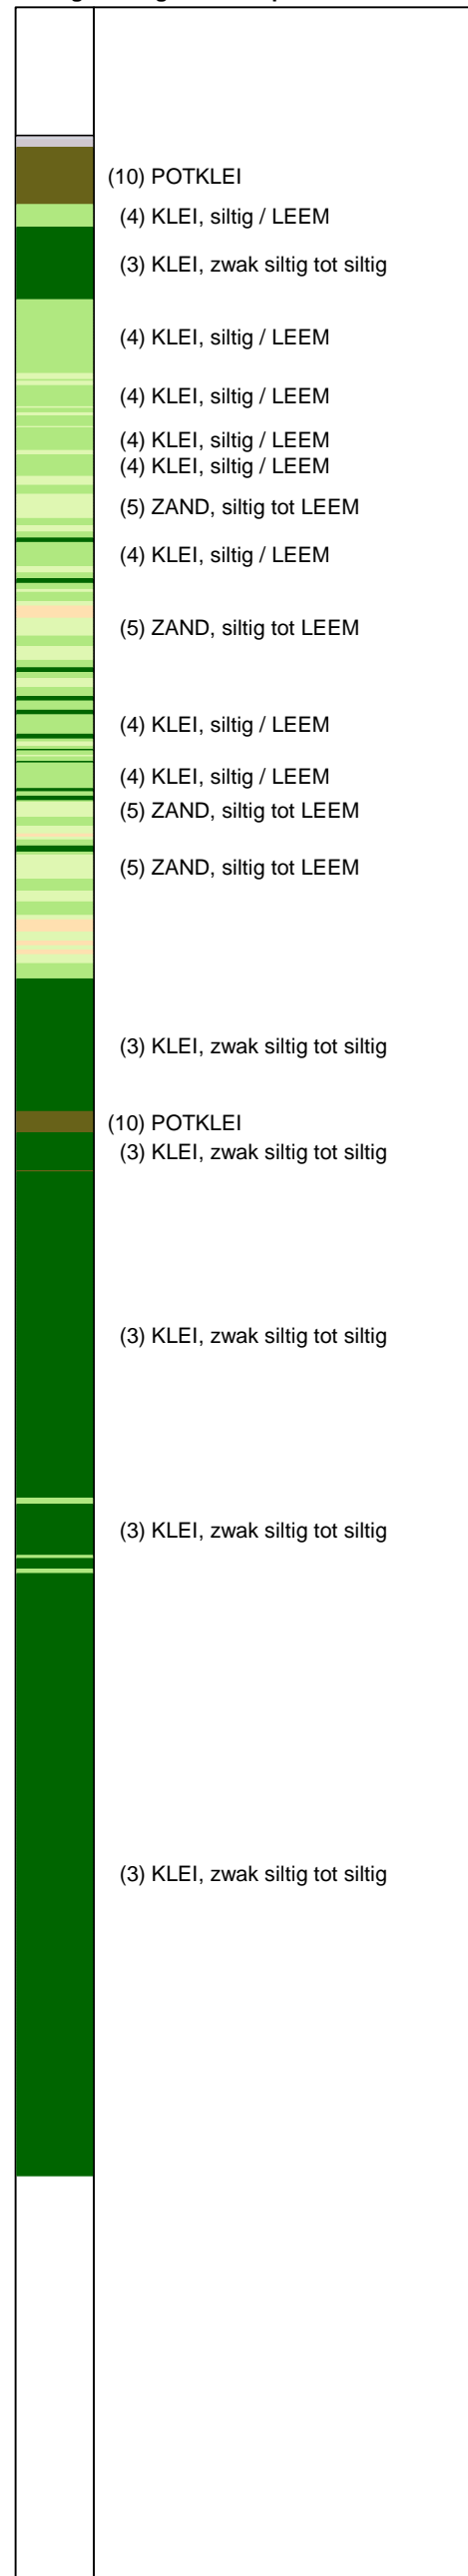 (10) POTKLEI
(4) KLEI, siltig / LEEM
(3) KLEI, zwak siltig tot siltig
(4) KLEI, siltig / LEEM
(4) KLEI, siltig / LEEM
(4) KLEI, siltig / LEEM
(4) KLEI, siltig / LEEM
(5) ZAND, siltig tot LEEM
(4) KLEI, siltig / LEEM
(5) ZAND, siltig tot LEEM
(4) KLEI, siltig / LEEM
(4) KLEI, siltig / LEEM
(5) ZAND, siltig tot LEEM
(5) ZAND, siltig tot LEEM
(3) KLEI, zwak siltig tot siltig
(10) POTKLEI
(3) KLEI, zwak siltig tot siltig
(3) KLEI, zwak siltig tot siltig
(3) KLEI, zwak siltig tot siltig
(3) KLEI, zwak siltig tot siltig